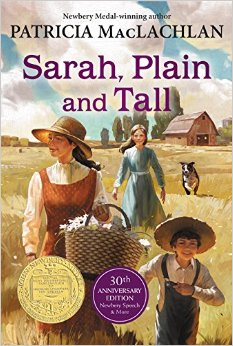 Newbery Medal-winning author
PATRICIA MACLACHLAN
Sarah, Plain
and Tall
30th
ANNIVERSARY
EDITION
Newbery Speech
& More